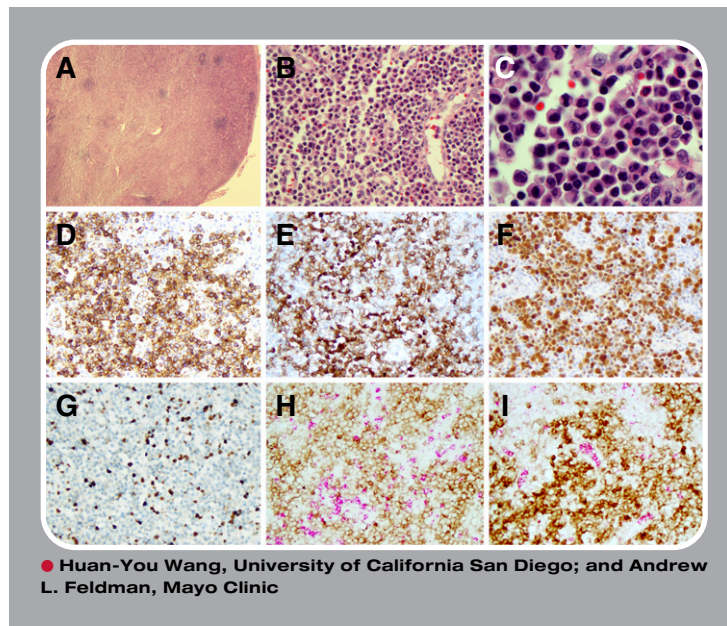 A
B
C
D
E
F
G
H
I
● Huan-You Wang, University of California San Diego; and Andrew
L. Feldman, Mayo Clinic